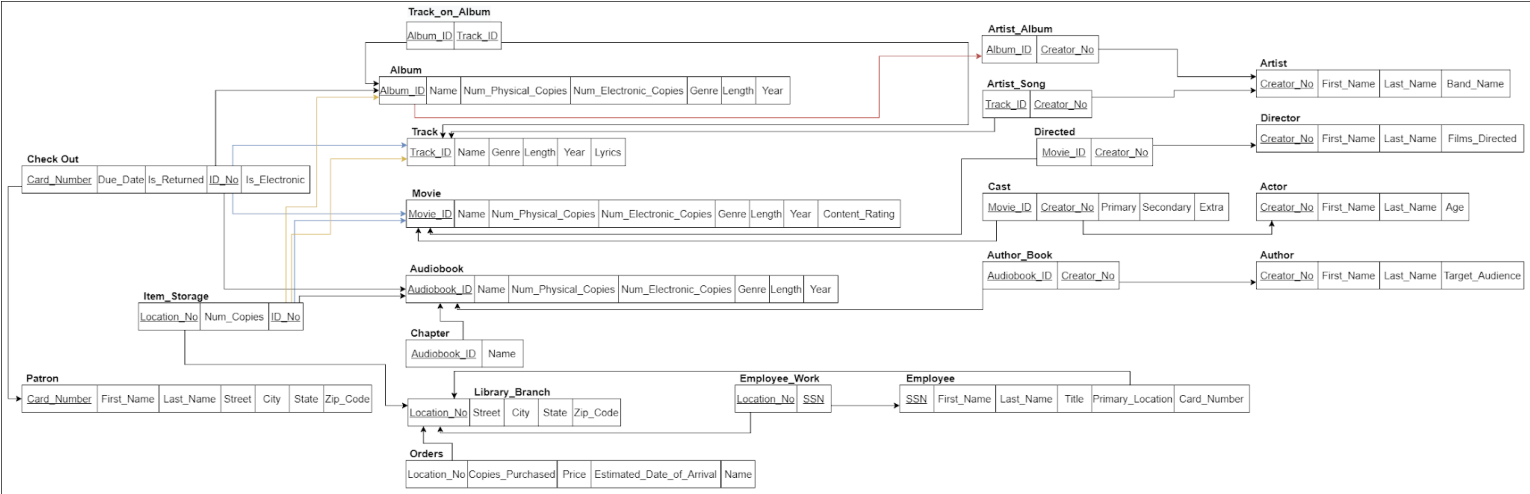 Track_on_Album
Album_ID Track_ID
Artist_Album
Album_ID Creator_No
Artist
Creator_No First_Name Last_Name Band_Name
Album
Album_ID Name Num_Physical_Copies Num_Electronic_Copies Genre Length Year
Artist_Song
Track_ID Creator_No
Director
Creator_No First_Name Last_Name Films_Directed
Track
Track_ID Name Genre Length Year Lyrics
Directed
Movie_ID Creator_No
Check Out
Card_Number Due_Date Is_Returned ID_No Is_Electronic
Movie
Movie_ID Name Num_Physical_Copies Num_Electronic_Copies Genre Length Year Content_Rating
Cast
Movie_ID Creator_No Primary Secondary Extra
Actor
Creator_No First_Name Last_Name Age
Audiobook
Audiobook_ID Name Num_Physical_Copies Num_Electronic_Copies Genre Length Year
Author_Book
Audiobook_ID Creator_No
Author
Creator_No First_Name Last_Name Target_Audience
Item_Storage
Location_No Num_Copies ID_No
Chapter
Audiobook_ID Name
Patron
Card_Number First_Name Last_Name Street City State Zip_Code
Library_Branch
Location_No Street City State Zip_Code
Employee_Work
Location_No SSN
Employee
SSN First_Name Last_Name Title Primary_Location Card_Number
Orders
Location_No Copies_Purchased Price Estimated_Date_of_Arrival Name